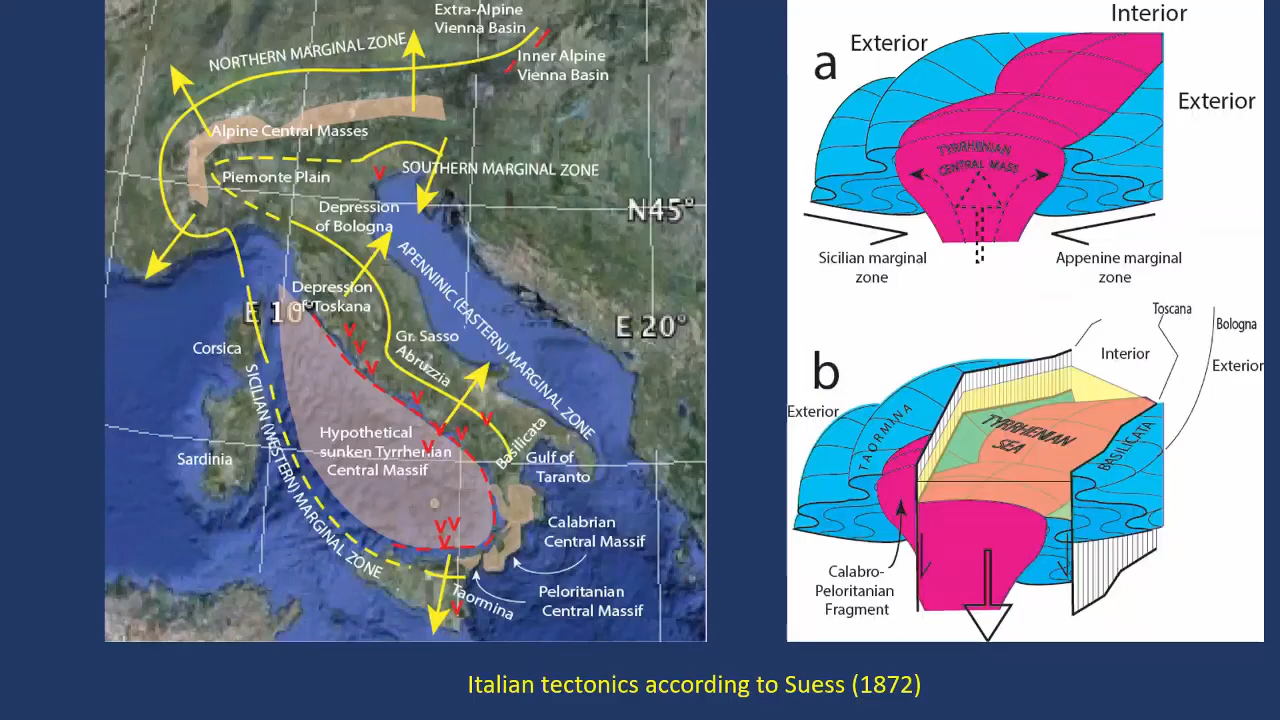 Extra-Alpine
Vienna Basin
NORTHERN MARGINAL ZONE
Inner Alpine
Vienna Basin
Alpine Central Masses
SOUTHERN MARGINAL ZONE
Piemonte Plain
Depression
of Bologna
N45°
APENNINIC (EASTERN) MARGINAL ZONE
Depression
of Toskana
E 10°
E 20°
Gr. Sasso
Abruzzia
Corsica
SICILIAN (WESTERN) MARGINAL ZONE
Hypothetical
sunken Tyrrhenian
Central Massif
Basilicata
Sardinia
Gulf of
Taranto
Calabrian
Central Massif
Taormina
Peloritanian
Central Massif
a
Interior
Exterior
Exterior
TYRRHENIAN
CENTRAL MASS
Sicilian marginal
zone
Appenine marginal
zone
b
Toscana
Bologna
Interior
Exterior
Exterior
TAORMINA
TYRRHENIAN
SEA
BASILICATA
Calabro-
Peloritanian
Fragment
Italian tectonics according to Suess (1872)